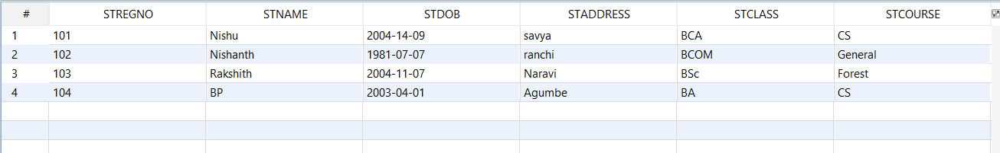 # STREGNO STNAME STDOB STADDRESS STCLASS STCOURSE
1 101 Nishu 2004-14-09 savya BCA CS
2 102 Nishanth 1981-07-07 ranchi BCOM General
3 103 Rakshith 2004-11-07 Naravi BSc Forest
4 104 BP 2003-04-01 Agumbe BA CS